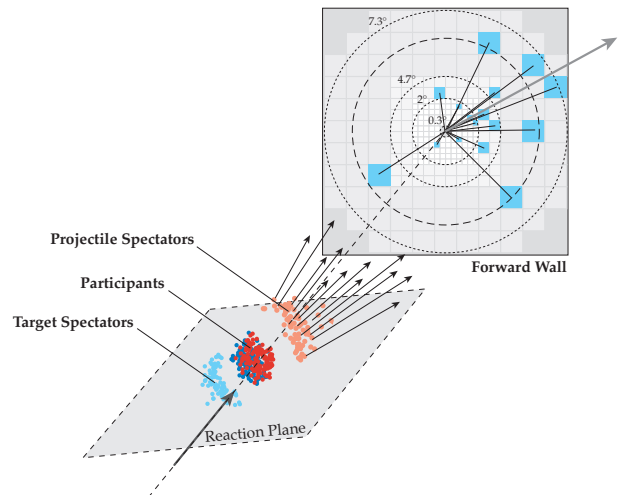 7.3°
4.7°
2°
0.3°
Forward Wall
Projectile Spectators
Participants
Target Spectators
Reaction Plane